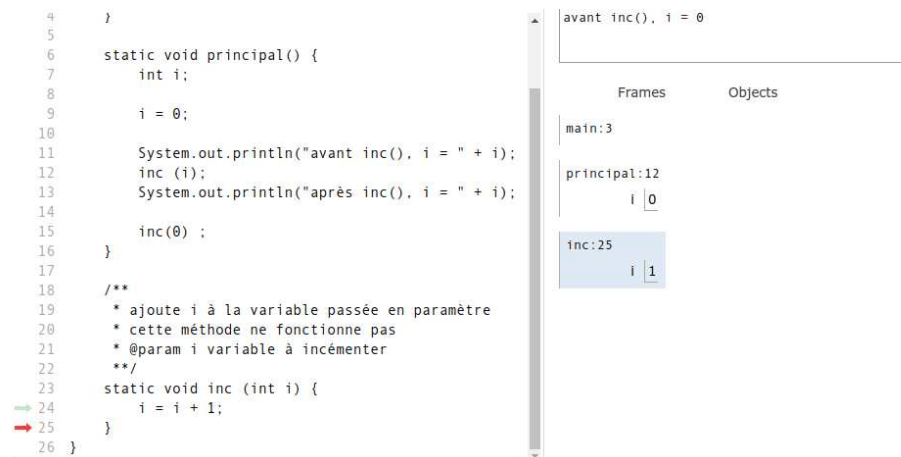 4 }
5
6 static void principal() {
7 int i;
8
9 i = 0;
10
11 System.out.println("avant inc(), i = " + i);
12 inc (i);
13 System.out.println("après inc(), i = " + i);
14
15 inc(0) ;
16 }
17
18 /**
19 * ajoute i à la variable passée en paramètre
20 * cette méthode ne fonctionne pas
21 * @param i variable à incémenter
22 **/
23 static void inc (int i) {
24 i = i + 1;
25 }
26 }
avant inc(), i = 0
Frames Objects
main:3
principal:12
i 0
inc:25
i 1